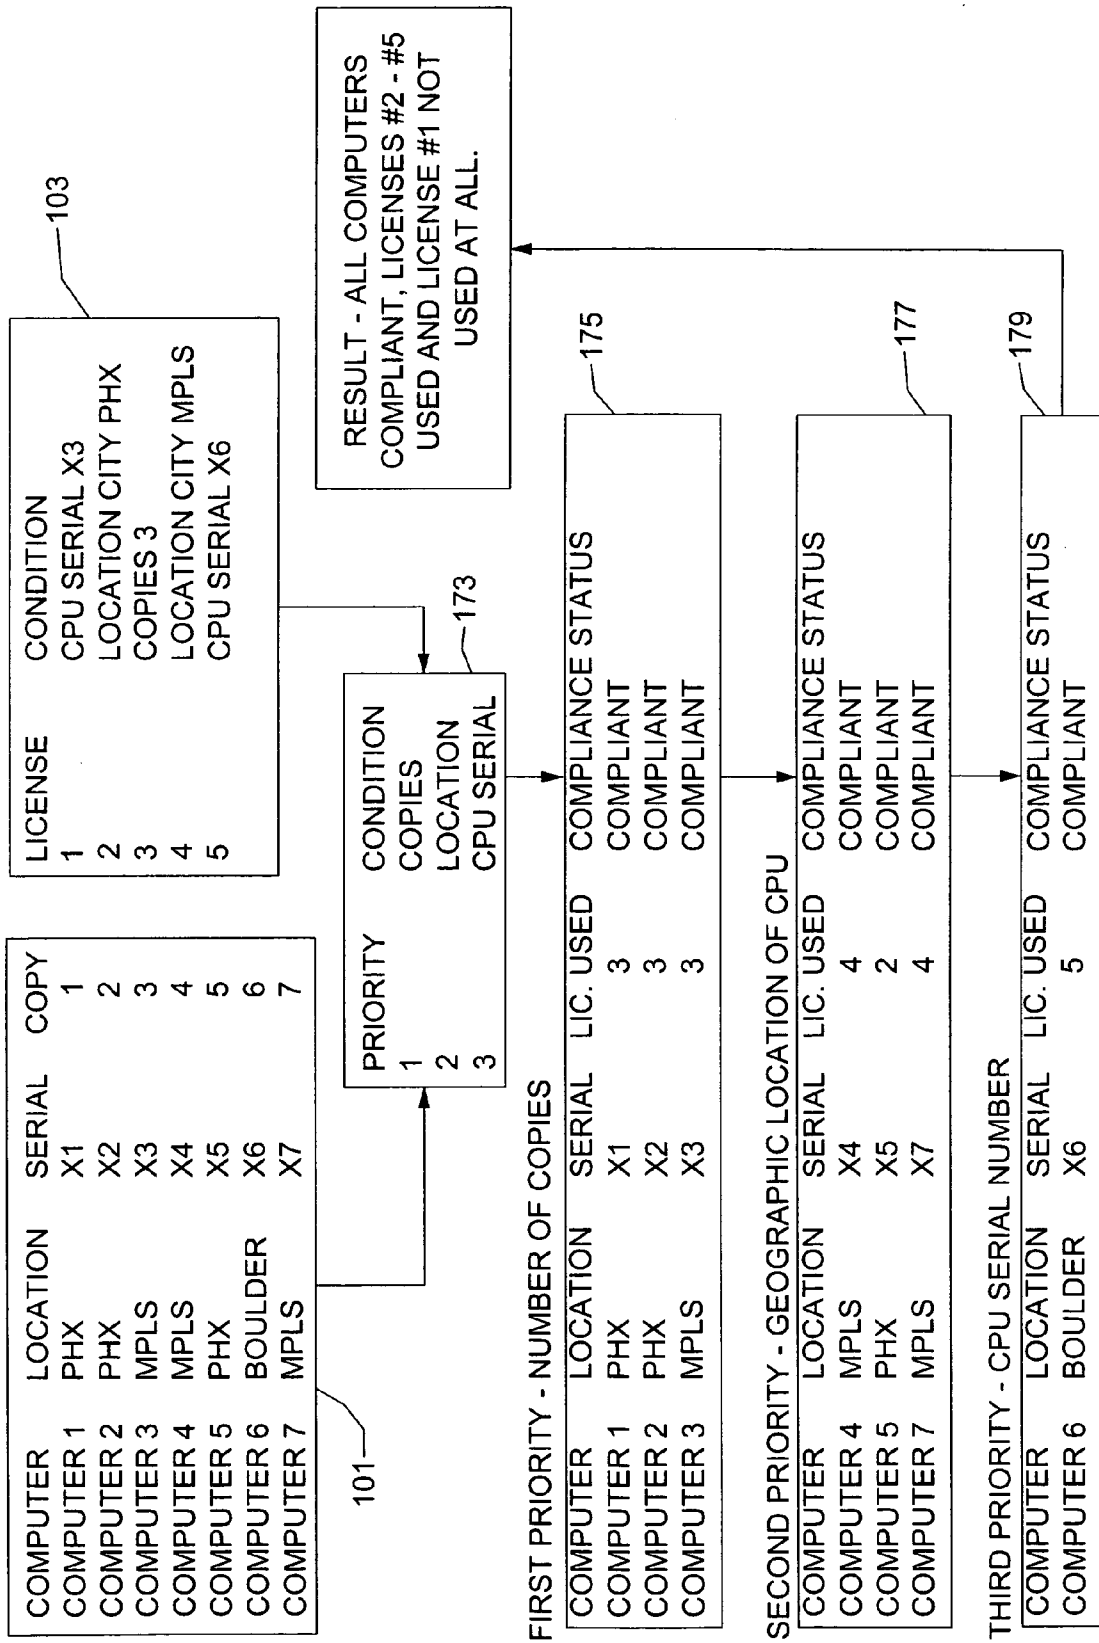 COMPUTER LOCATION SERIAL COPY
COMPUTER 1 PHX X1 1
COMPUTER 2 PHX X2 2
COMPUTER 3 MPLS X3 3
COMPUTER 4 MPLS X4 4
COMPUTER 5 PHX X5 5
COMPUTER 6 BOULDER X6 6
COMPUTER 7 MPLS X7 7
101
LICENSE CONDITION
1 CPU SERIAL X3
2 LOCATION CITY PHX
3 COPIES 3
4 LOCATION CITY MPLS
5 CPU SERIAL X6
103
PRIORITY CONDITION
1 COPIES
2 LOCATION
3 CPU SERIAL
173
RESULT - ALL COMPUTERS
COMPLIANT, LICENSES #2 - #5
USED AND LICENSE #1 NOT
USED AT ALL.
FIRST PRIORITY - NUMBER OF COPIES
COMPUTER LOCATION SERIAL LIC. USED COMPLIANCE STATUS
COMPUTER 1 PHX X1 3 COMPLIANT
COMPUTER 2 PHX X2 3 COMPLIANT
COMPUTER 3 MPLS X3 3 COMPLIANT
175
SECOND PRIORITY - GEOGRAPHIC LOCATION OF CPU
COMPUTER LOCATION SERIAL LIC. USED COMPLIANCE STATUS
COMPUTER 4 MPLS X4 4 COMPLIANT
COMPUTER 5 PHX X5 2 COMPLIANT
COMPUTER 7 MPLS X7 4 COMPLIANT
177
THIRD PRIORITY - CPU SERIAL NUMBER
COMPUTER LOCATION SERIAL LIC. USED COMPLIANCE STATUS
COMPUTER 6 BOULDER X6 5 COMPLIANT
179